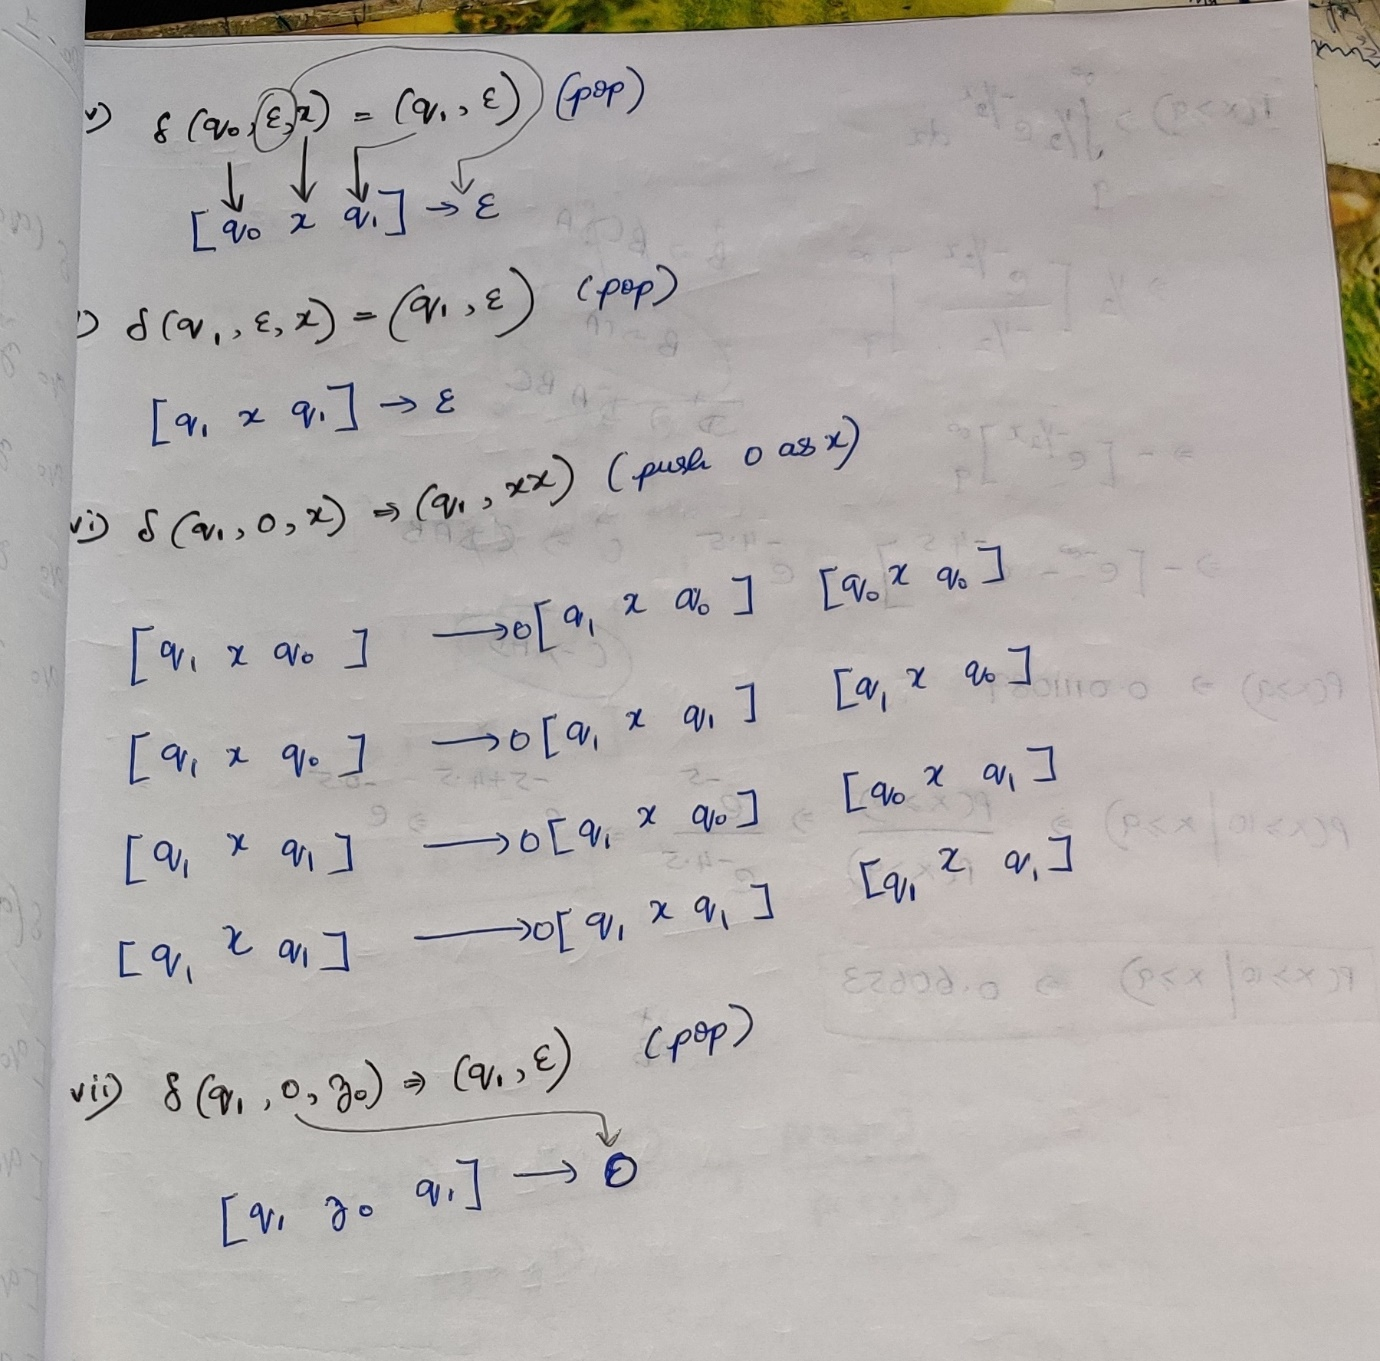 v) δ (q₀, ε, x) = (q₁, ε) (pop)
[q₀ x q₁] → ε
) δ(q₁, ε, x) = (q₁, ε) (pop)
[q₁ x q₁] → ε
vi) δ (q₁, 0, x) ⇒ (q₁, xx) (push 0 as x)
[q₁ x q₀] → 0[q₁ x q₀] [q₀ x q₀]
[q₁ x q₀] → 0[q₁ x q₁] [q₁ x q₀]
[q₁ x q₁] → 0[q₁ x q₀] [q₀ x q₁]
[q₁ x q₁] → 0[q₁ x q₁] [q₁ x q₁]
vii) δ(q₁, 0, z₀) ⇒ (q₁, ε) (pop)
[q₁ z₀ q₁] → 0